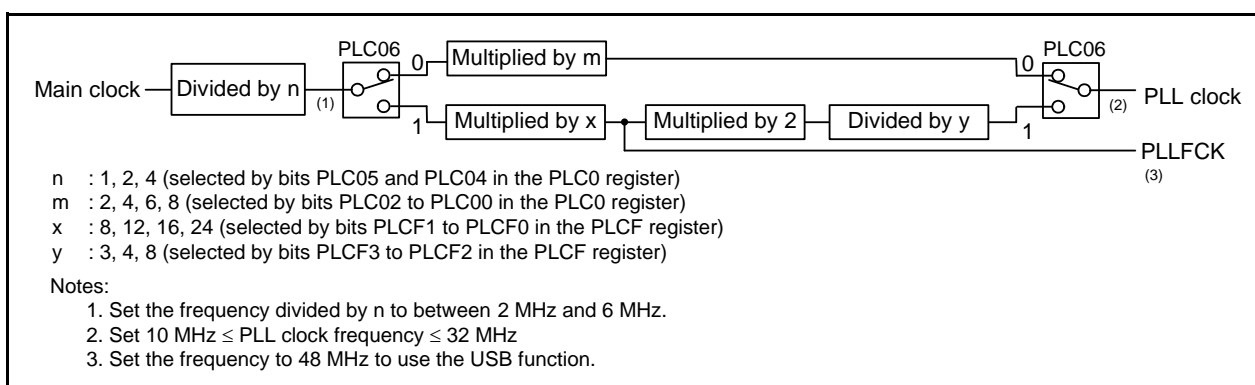 PLC06 PLC06
0 Multiplied by m 0
Main clock Divided by n (1) (2) PLL clock
1 Multiplied by x Multiplied by 2 Divided by y 1
PLLFCK
(3)
n : 1, 2, 4 (selected by bits PLC05 and PLC04 in the PLC0 register)
m : 2, 4, 6, 8 (selected by bits PLC02 to PLC00 in the PLC0 register)
x : 8, 12, 16, 24 (selected by bits PLCF1 to PLCF0 in the PLCF register)
y : 3, 4, 8 (selected by bits PLCF3 to PLCF2 in the PLCF register)
Notes:
1. Set the frequency divided by n to between 2 MHz and 6 MHz.
2. Set 10 MHz ≤ PLL clock frequency ≤ 32 MHz
3. Set the frequency to 48 MHz to use the USB function.